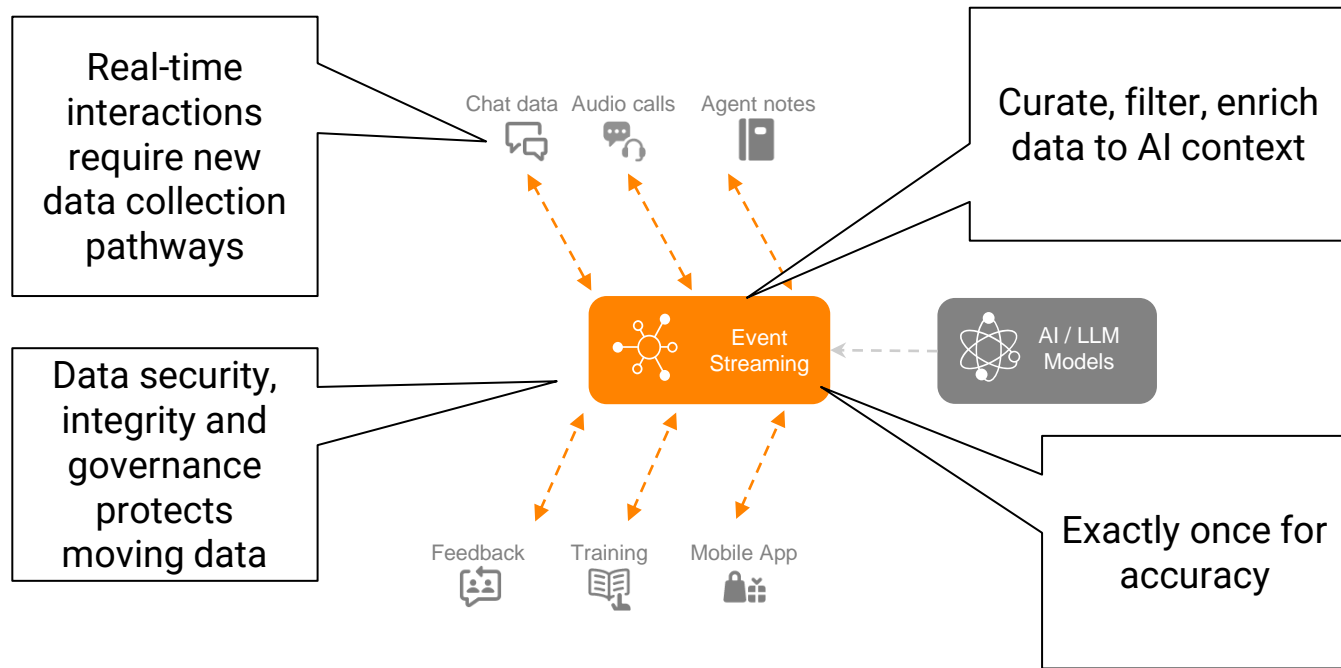 Real-time
interactions
require new
data collection
pathways
Chat data
Audio calls
Agent notes
Curate, filter, enrich
data to AI context
Event
Streaming
AI / LLM
Models
Data security,
integrity and
governance
protects
moving data
Feedback
Training
Mobile App
Exactly once for
accuracy